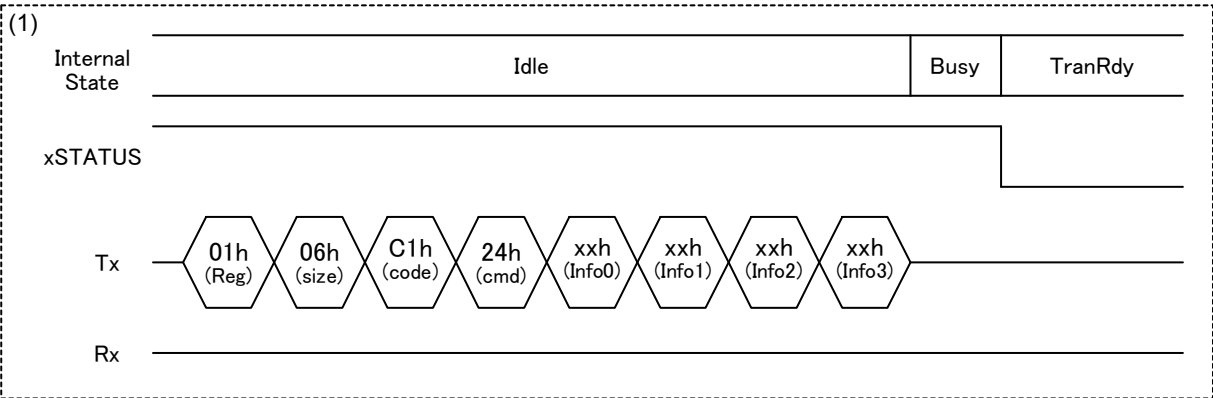 (1)
Internal
State
Idle
Busy
TranRdy
xSTATUS
Tx
01h
(Reg)
06h
(size)
C1h
(code)
24h
(cmd)
xxh
(Info0)
xxh
(Info1)
xxh
(Info2)
xxh
(Info3)
Rx